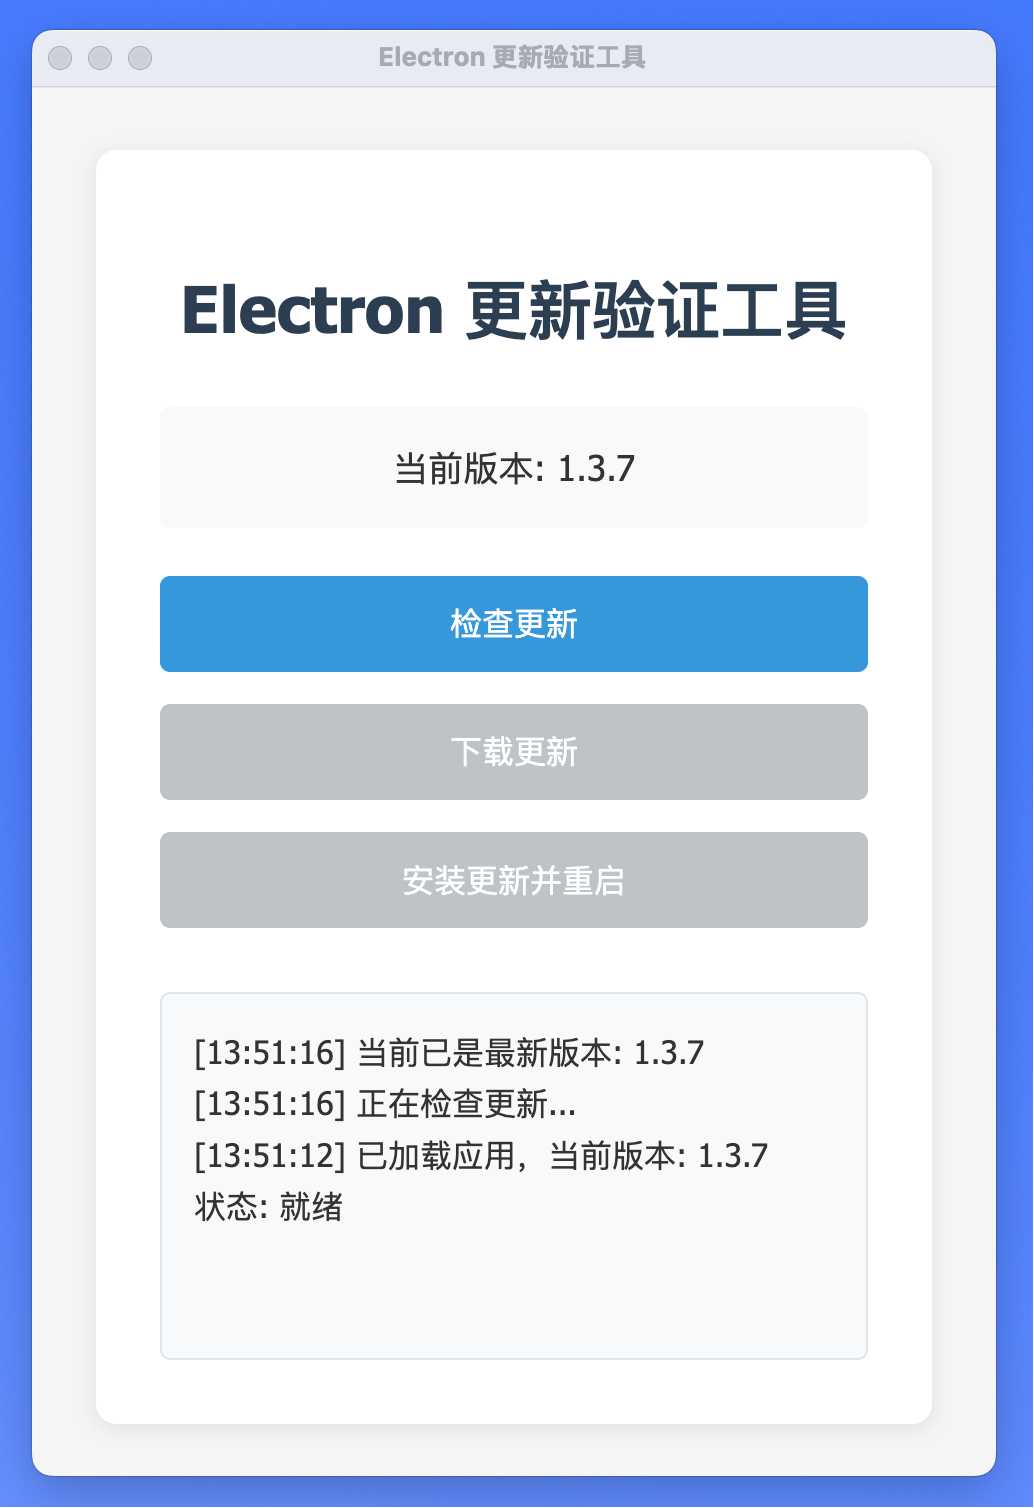 Electron 更新验证工具
Electron 更新验证工具
当前版本: 1.3.7
检查更新
下载更新
安装更新并重启
[13:51:16] 当前已是最新版本: 1.3.7
[13:51:16] 正在检查更新...
[13:51:12] 已加载应用，当前版本: 1.3.7
状态: 就绪